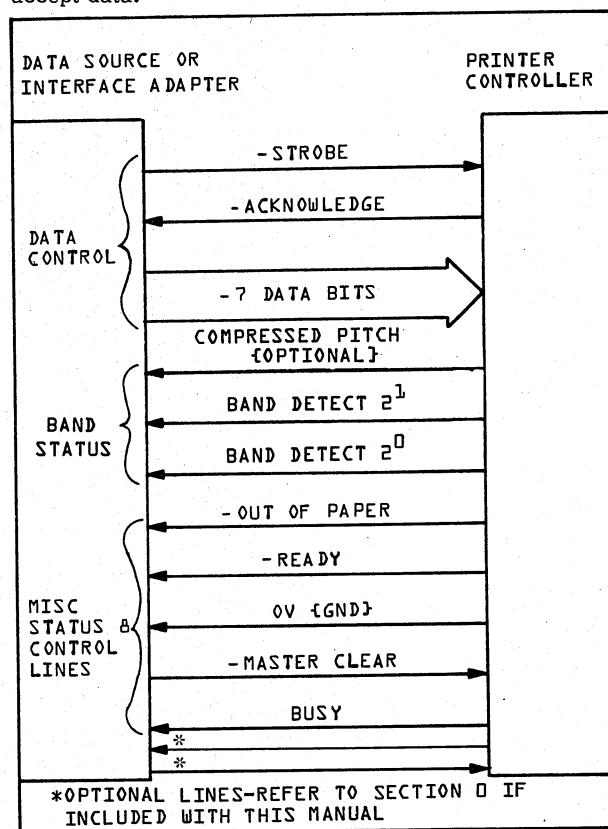 accept data.
DATA SOURCE OR
INTERFACE ADAPTER
PRINTER
CONTROLLER
-STROBE
-ACKNOWLEDGE
DATA
CONTROL
-7 DATA BITS
COMPRESSED PITCH
{OPTIONAL}
BAND DETECT 2¹
BAND
STATUS
BAND DETECT 2⁰
-OUT OF PAPER
-READY
MISC
STATUS &
CONTROL
LINES
0V {GND}
-MASTER CLEAR
BUSY
*
*
*OPTIONAL LINES-REFER TO SECTION 0 IF
INCLUDED WITH THIS MANUAL